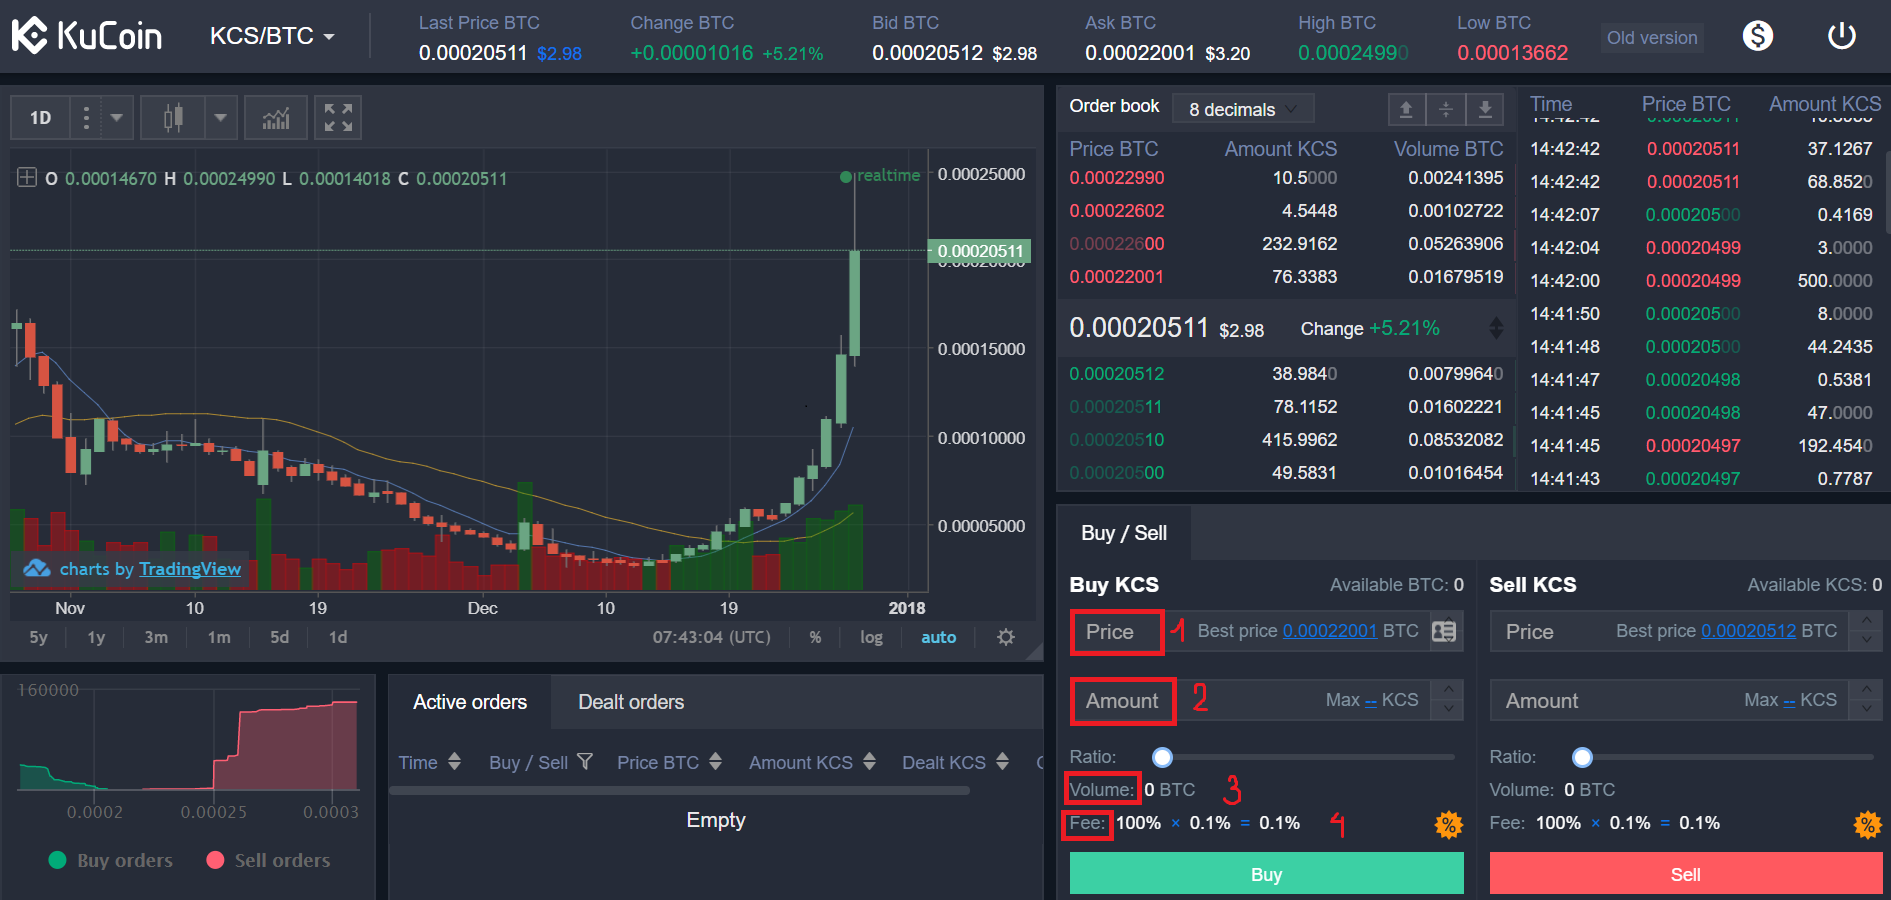 KuCoin
KCS/BTC
Last Price BTC
0.00020511 $2.98
Change BTC
+0.00001016 +5.21%
Bid BTC
0.00020512 $2.98
Ask BTC
0.00022001 $3.20
High BTC
0.00024990
Low BTC
0.00013662
Old version
1D
O 0.00014670 H 0.00024990 L 0.00014018 C 0.00020511
realtime
0.00025000
0.00020511
0.00020000
0.00015000
0.00010000
0.00005000
charts by TradingView
Nov 10 19 Dec 10 19 2018
5y 1y 3m 1m 5d 1d
07:43:04 (UTC) % log auto
Order book 8 decimals
Price BTC Amount KCS Volume BTC
0.00022990 10.5000 0.00241395
0.00022602 4.5448 0.00102722
0.00022600 232.9162 0.05263906
0.00022001 76.3383 0.01679519
0.00020511 $2.98 Change +5.21%
0.00020512 38.9840 0.00799640
0.00020511 78.1152 0.01602221
0.00020510 415.9962 0.08532082
0.00020500 49.5831 0.01016454
Time Price BTC Amount KCS
14:42:42 0.00020511
14:42:42 0.00020511 37.1267
14:42:42 0.00020511 68.8520
14:42:07 0.00020500 0.4169
14:42:04 0.00020499 3.0000
14:42:00 0.00020499 500.0000
14:41:50 0.00020500 8.0000
14:41:48 0.00020500 44.2435
14:41:47 0.00020498 0.5381
14:41:45 0.00020498 47.0000
14:41:45 0.00020497 192.4540
14:41:43 0.00020497 0.7787
160000
0.0002 0.00025 0.0003
Buy orders Sell orders
Active orders Dealt orders
Time Buy / Sell Price BTC Amount KCS Dealt KCS
Empty
Buy / Sell
Buy KCS Available BTC: 0
Price 1 Best price 0.00022001 BTC
Amount 2 Max -- KCS
Ratio:
Volume: 0 BTC 3
Fee: 100% × 0.1% = 0.1% 4
%
Buy
Sell KCS Available KCS: 0
Price Best price 0.00020512 BTC
Amount Max -- KCS
Ratio:
Volume: 0 BTC
Fee: 100% × 0.1% = 0.1%
%
Sell